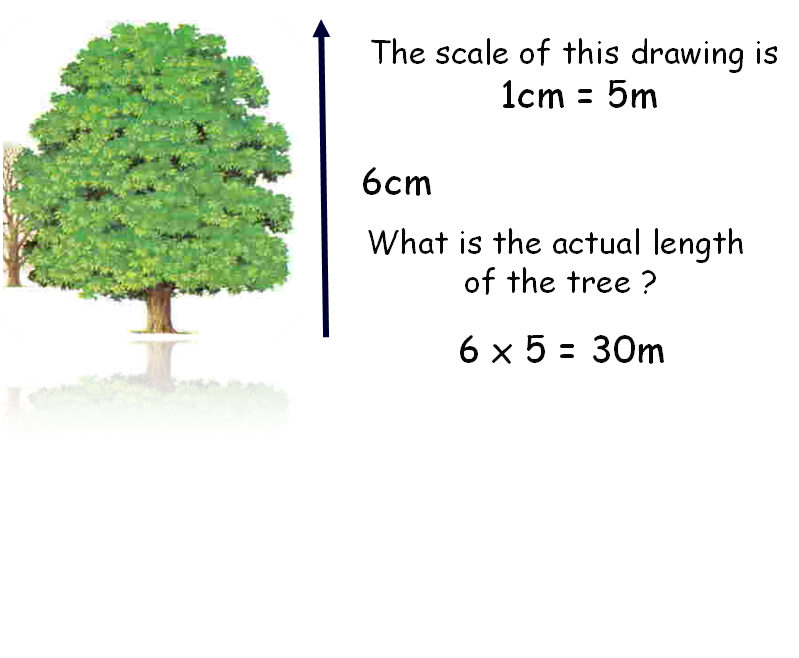 The scale of this drawing is
1cm = 5m
6cm
What is the actual length
of the tree ?
6 x 5 = 30m